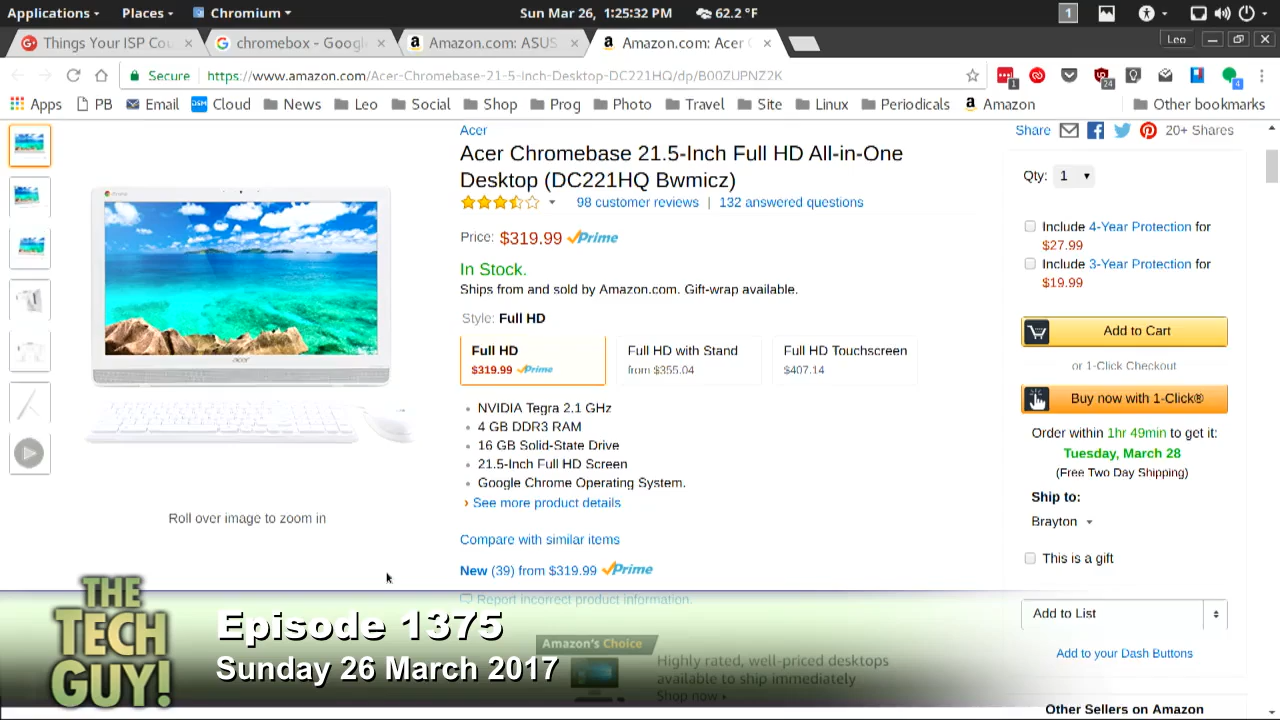 Applications Places Chromium Sun Mar 26, 1:25:32 PM 62.2 °F 1
Things Your ISP Cou chromebox - Googl Amazon.com: ASUS Amazon.com: Acer C Leo
Secure https://www.amazon.com/Acer-Chromebase-21-5-Inch-Desktop-DC221HQ/dp/B00ZUPNZ2K 1 24 4
Apps PB Email Cloud News Leo Social Shop Prog Photo Travel Site Linux Periodicals Amazon Other bookmarks
Acer
Acer Chromebase 21.5-Inch Full HD All-in-One
Desktop (DC221HQ Bwmicz)
98 customer reviews | 132 answered questions
Price: $319.99 Prime
In Stock.
Ships from and sold by Amazon.com. Gift-wrap available.
Style: Full HD
Full HD
$319.99 Prime
Full HD with Stand
from $355.04
Full HD Touchscreen
$407.14
NVIDIA Tegra 2.1 GHz
4 GB DDR3 RAM
16 GB Solid-State Drive
21.5-Inch Full HD Screen
Google Chrome Operating System.
See more product details
acer
Roll over image to zoom in
Compare with similar items
New (39) from $319.99 Prime
Report incorrect product information.
Amazon's Choice
Highly rated, well-priced desktops
available to ship immediately
Shop now
Share 20+ Shares
Qty: 1
Include 4-Year Protection for
$27.99
Include 3-Year Protection for
$19.99
Add to Cart
or 1-Click Checkout
Buy now with 1-Click®
Order within 1hr 49min to get it:
Tuesday, March 28
(Free Two Day Shipping)
Ship to:
Brayton
This is a gift
Add to List
Add to your Dash Buttons
Other Sellers on Amazon
THE
TECH
GUY!
Episode 1375
Sunday 26 March 2017